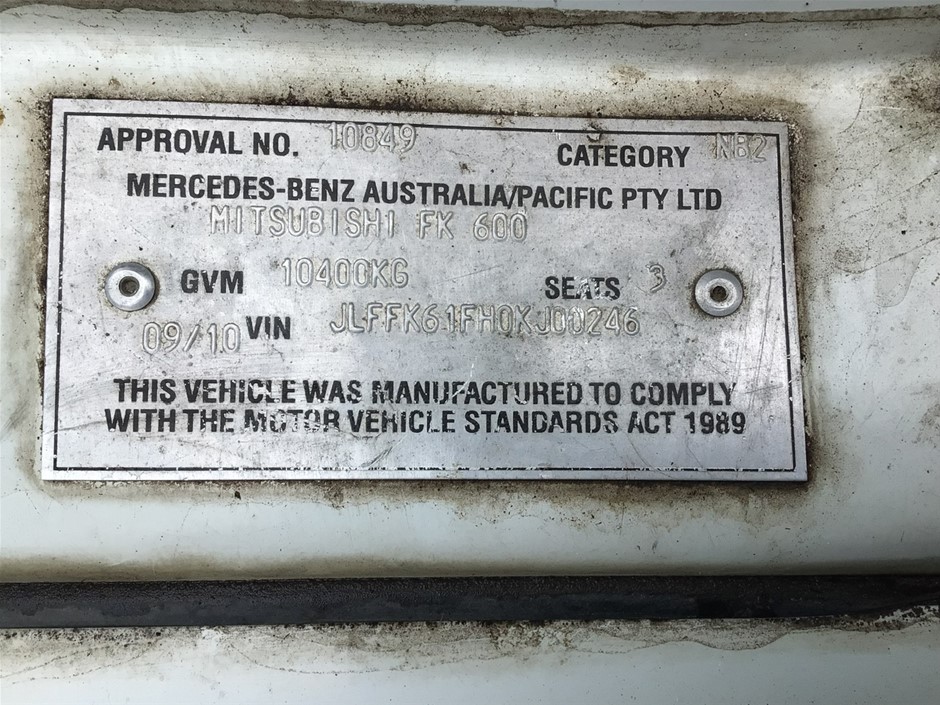 APPROVAL NO. 10849 CATEGORY NB2
MERCEDES-BENZ AUSTRALIA/PACIFIC PTY LTD
MITSUBISHI FK 600
GVM 10400KG SEATS 3
09/10 VIN JLFFK61FH0KJ00246
THIS VEHICLE WAS MANUFACTURED TO COMPLY
WITH THE MOTOR VEHICLE STANDARDS ACT 1989